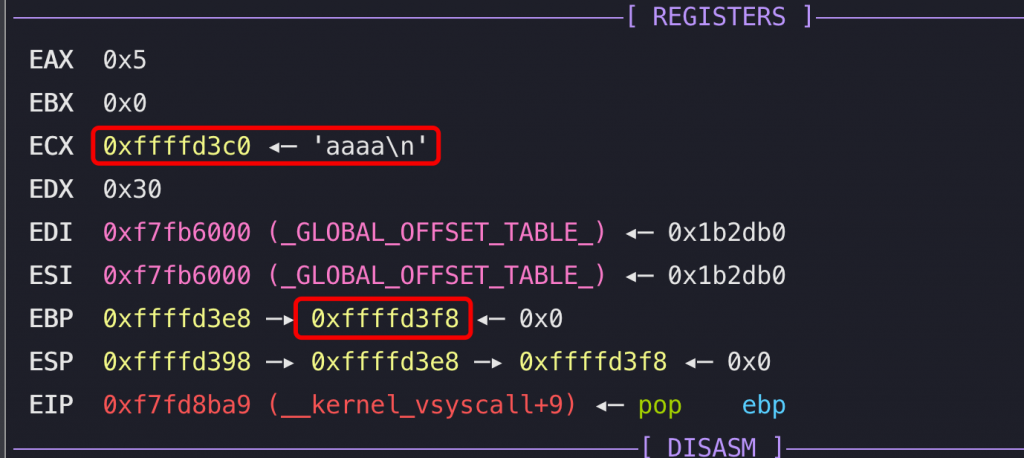 [ REGISTERS ]
EAX 0x5
EBX 0x0
ECX 0xffffd3c0 ◂— 'aaaa\n'
EDX 0x30
EDI 0xf7fb6000 (_GLOBAL_OFFSET_TABLE_) ◂— 0x1b2db0
ESI 0xf7fb6000 (_GLOBAL_OFFSET_TABLE_) ◂— 0x1b2db0
EBP 0xffffd3e8 —▸ 0xffffd3f8 ◂— 0x0
ESP 0xffffd398 —▸ 0xffffd3e8 —▸ 0xffffd3f8 ◂— 0x0
EIP 0xf7fd8ba9 (__kernel_vsyscall+9) ◂— pop ebp
[ DISASM ]